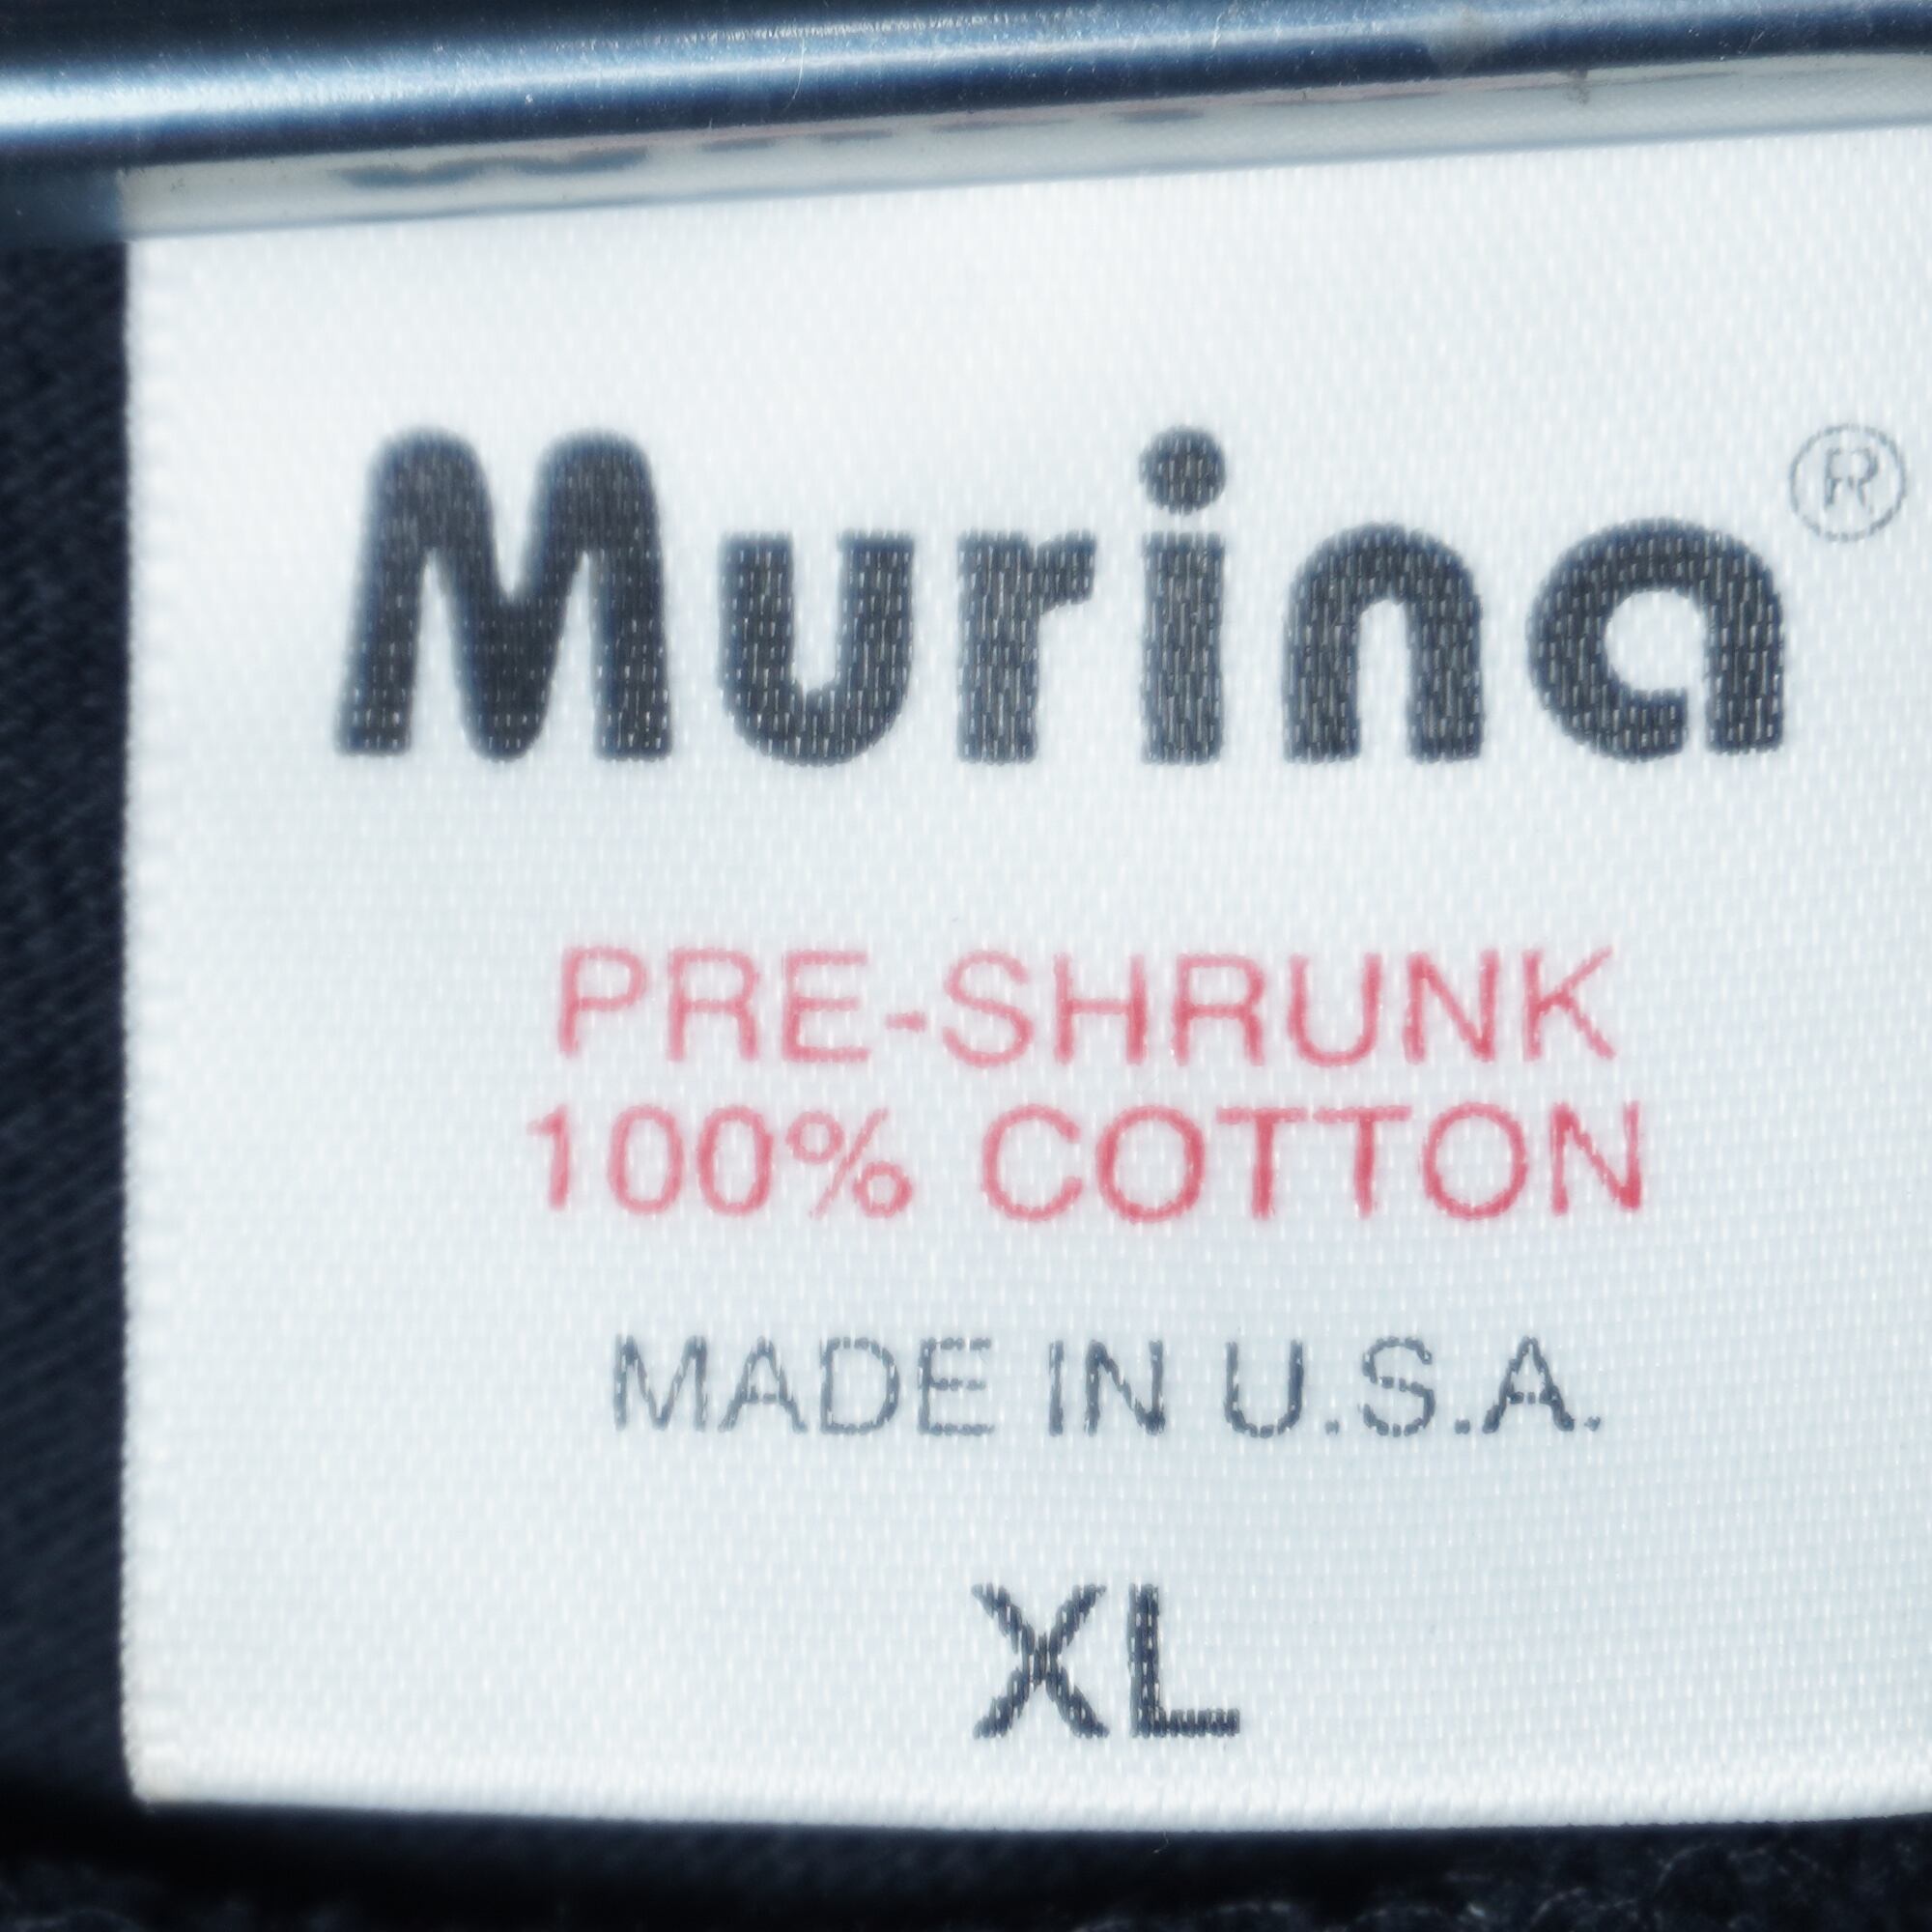 Murina®
PRE-SHRUNK
100% COTTON
MADE IN U.S.A.
XL